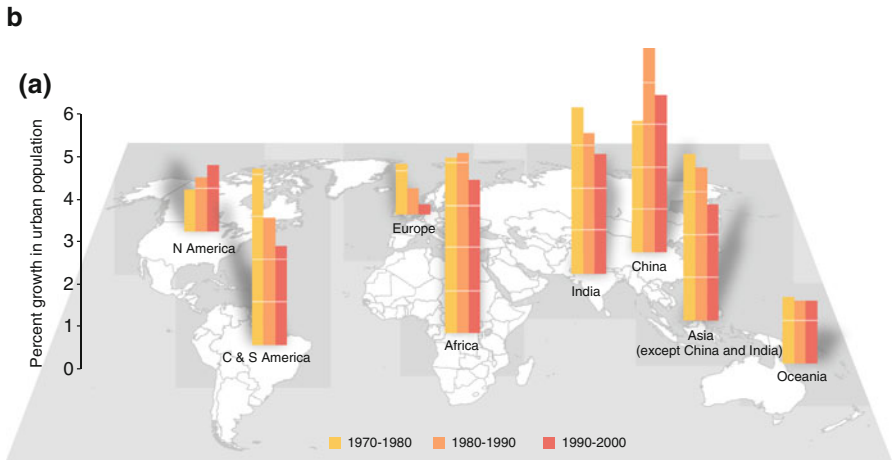 b
(a)
Percent growth in urban population
6
5
4
3
2
1
0
N America
C & S America
Europe
Africa
India
China
Asia
(except China and India)
Oceania
1970-1980
1980-1990
1990-2000